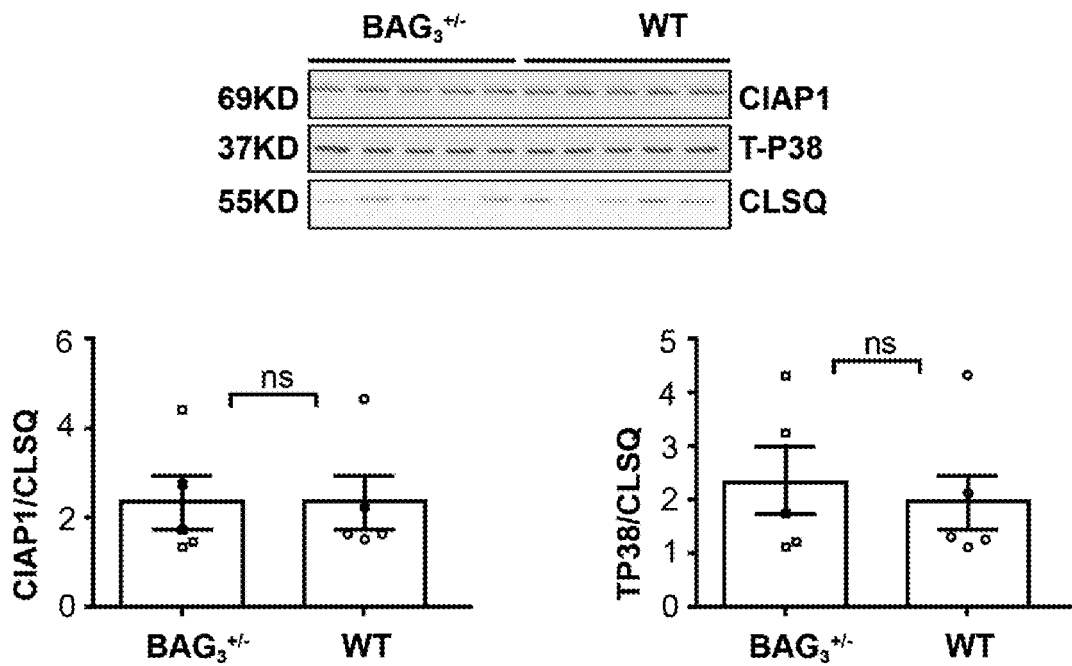 BAG₃⁺/⁻ WT
69KD CIAP1
37KD T-P38
55KD CLSQ
CIAP1/CLSQ
6
4
2
0
ns
BAG₃⁺/⁻ WT
TP38/CLSQ
5
4
3
2
1
0
ns
BAG₃⁺/⁻ WT